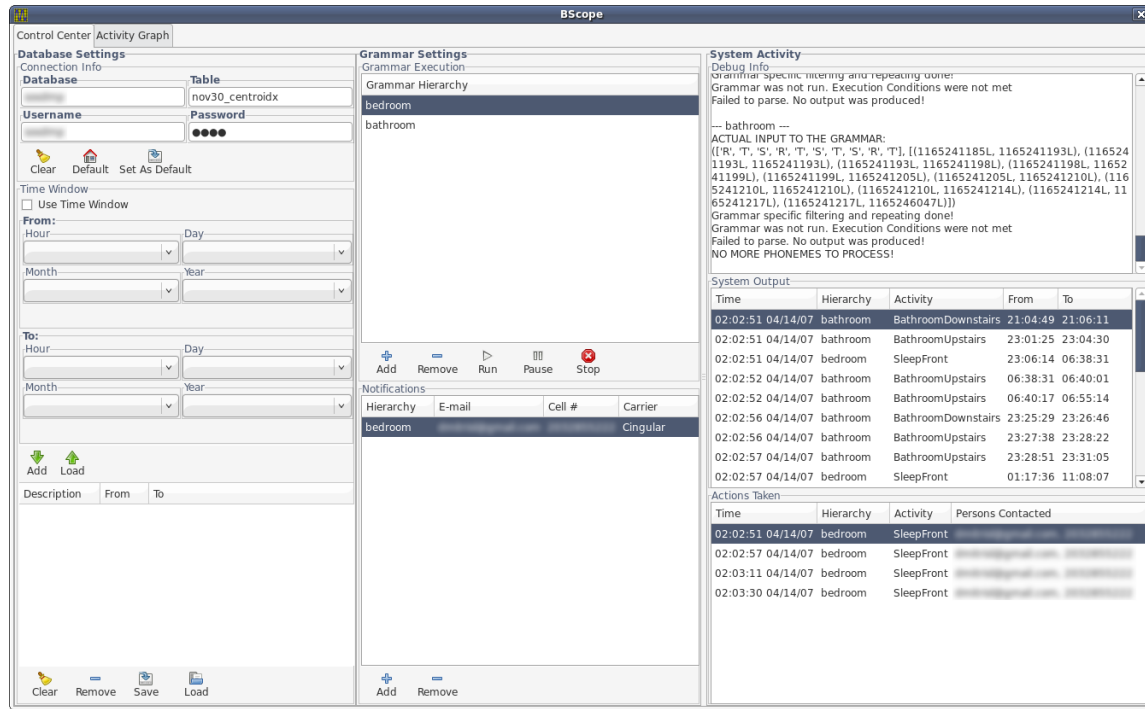 BScope
Control Center Activity Graph
Database Settings
Connection Info
Database Table
nov30_centroidx
Username Password
●●●●
Clear Default Set As Default
Time Window
Use Time Window
From:
Hour Day
Month Year
To:
Hour Day
Month Year
Add Load
Description From To
Clear Remove Save Load
Grammar Settings
Grammar Execution
Grammar Hierarchy
bedroom
bathroom
Add Remove Run Pause Stop
Notifications
Hierarchy E-mail Cell # Carrier
bedroom Cingular
Add Remove
System Activity
Debug Info
Grammar specific filtering and repeating done!
Grammar was not run. Execution Conditions were not met
Failed to parse. No output was produced!
--- bathroom ---
ACTUAL INPUT TO THE GRAMMAR:
(['R', 'T', 'S', 'R', 'T', 'S', 'T', 'S', 'R', 'T'], [(1165241185L, 1165241193L), (116524
1193L, 1165241193L), (1165241193L, 1165241198L), (1165241198L, 11652
41199L), (1165241199L, 1165241205L), (1165241205L, 1165241210L), (116
5241210L, 1165241210L), (1165241210L, 1165241214L), (1165241214L, 11
65241217L), (1165241217L, 1165246047L)])
Grammar specific filtering and repeating done!
Grammar was not run. Execution Conditions were not met
Failed to parse. No output was produced!
NO MORE PHONEMES TO PROCESS!
System Output
Time Hierarchy Activity From To
02:02:51 04/14/07 bathroom BathroomDownstairs 21:04:49 21:06:11
02:02:51 04/14/07 bathroom BathroomUpstairs 23:01:25 23:04:30
02:02:51 04/14/07 bedroom SleepFront 23:06:14 06:38:31
02:02:52 04/14/07 bathroom BathroomUpstairs 06:38:31 06:40:01
02:02:52 04/14/07 bathroom BathroomUpstairs 06:40:17 06:55:14
02:02:56 04/14/07 bathroom BathroomDownstairs 23:25:29 23:26:46
02:02:56 04/14/07 bathroom BathroomUpstairs 23:27:38 23:28:22
02:02:57 04/14/07 bathroom BathroomUpstairs 23:28:51 23:31:05
02:02:57 04/14/07 bedroom SleepFront 01:17:36 11:08:07
Actions Taken
Time Hierarchy Activity Persons Contacted
02:02:51 04/14/07 bedroom SleepFront
02:02:57 04/14/07 bedroom SleepFront
02:03:11 04/14/07 bedroom SleepFront
02:03:30 04/14/07 bedroom SleepFront